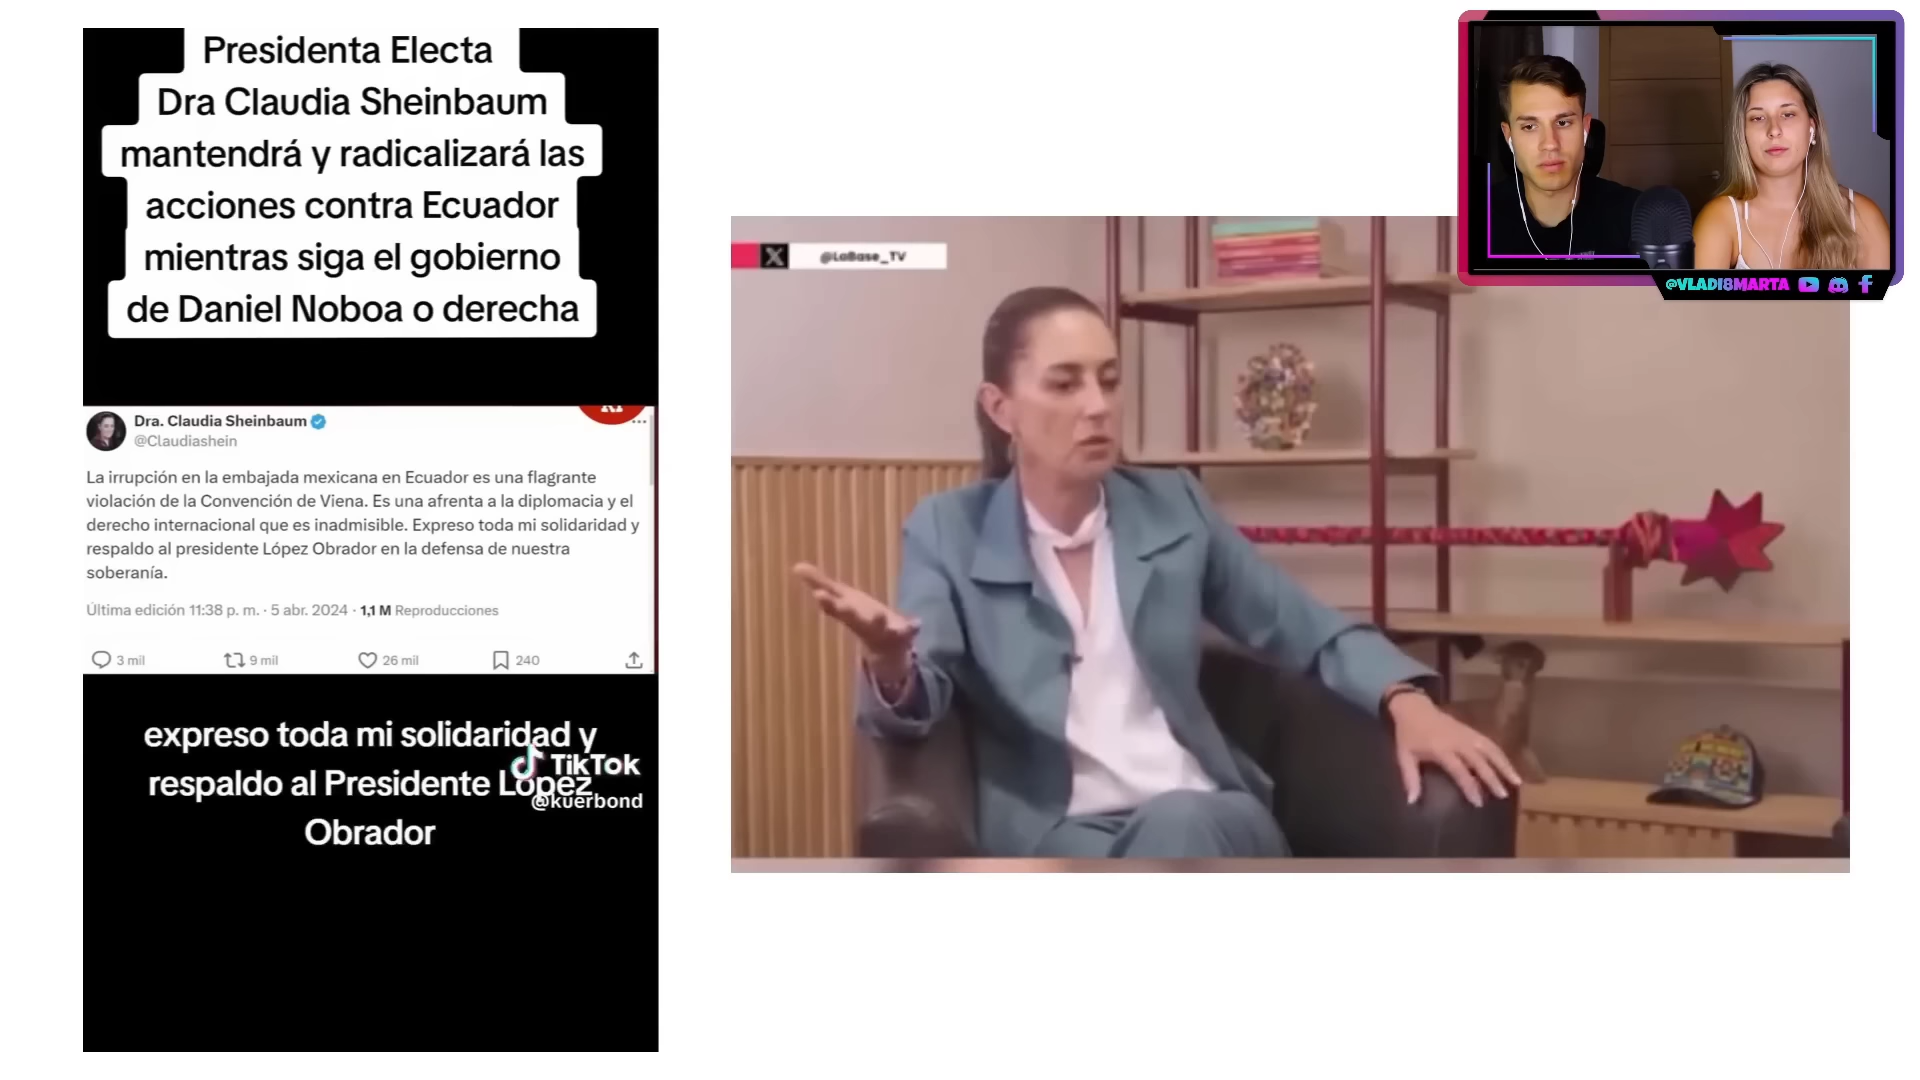 Presidenta Electa
Dra Claudia Sheinbaum
mantendrá y radicalizará las
acciones contra Ecuador
mientras siga el gobierno
de Daniel Noboa o derecha
Dra. Claudia Sheinbaum
@Claudiashein
La irrupción en la embajada mexicana en Ecuador es una flagrante
violación de la Convención de Viena. Es una afrenta a la diplomacia y el
derecho internacional que es inadmisible. Expreso toda mi solidaridad y
respaldo al presidente López Obrador en la defensa de nuestra
soberanía.
Última edición 11:38 p. m. · 5 abr. 2024 · 1,1 M Reproducciones
3 mil 9 mil 26 mil 240
expreso toda mi solidaridad y
respaldo al Presidente López
Obrador
TikTok
@kuerbond
@LaBase_TV
@VLADI8MARTA